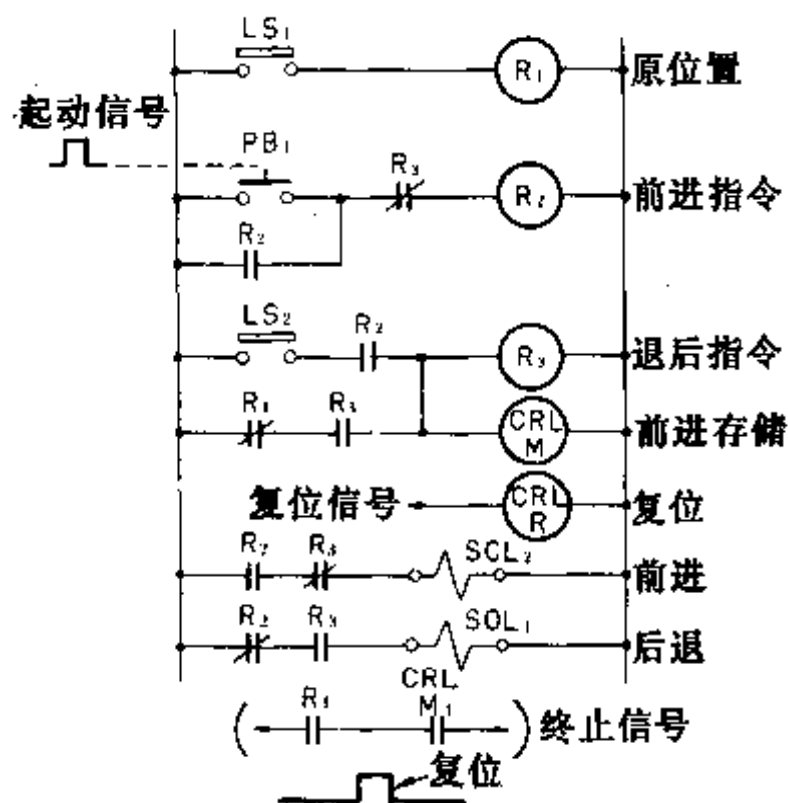 LS₁
R₁ 原位置
起动信号
PB₁ R₃
R₂ 前进指令
R₂
LS₂ R₂
R₃ 退后指令
R₁ R₃ CRL M 前进存储
复位信号 CRL R 复位
R₂ R₃ SCL₂ 前进
R₂ R₃ SOL₁ 后退
CRL
R₁ M₁ 终止信号
复位